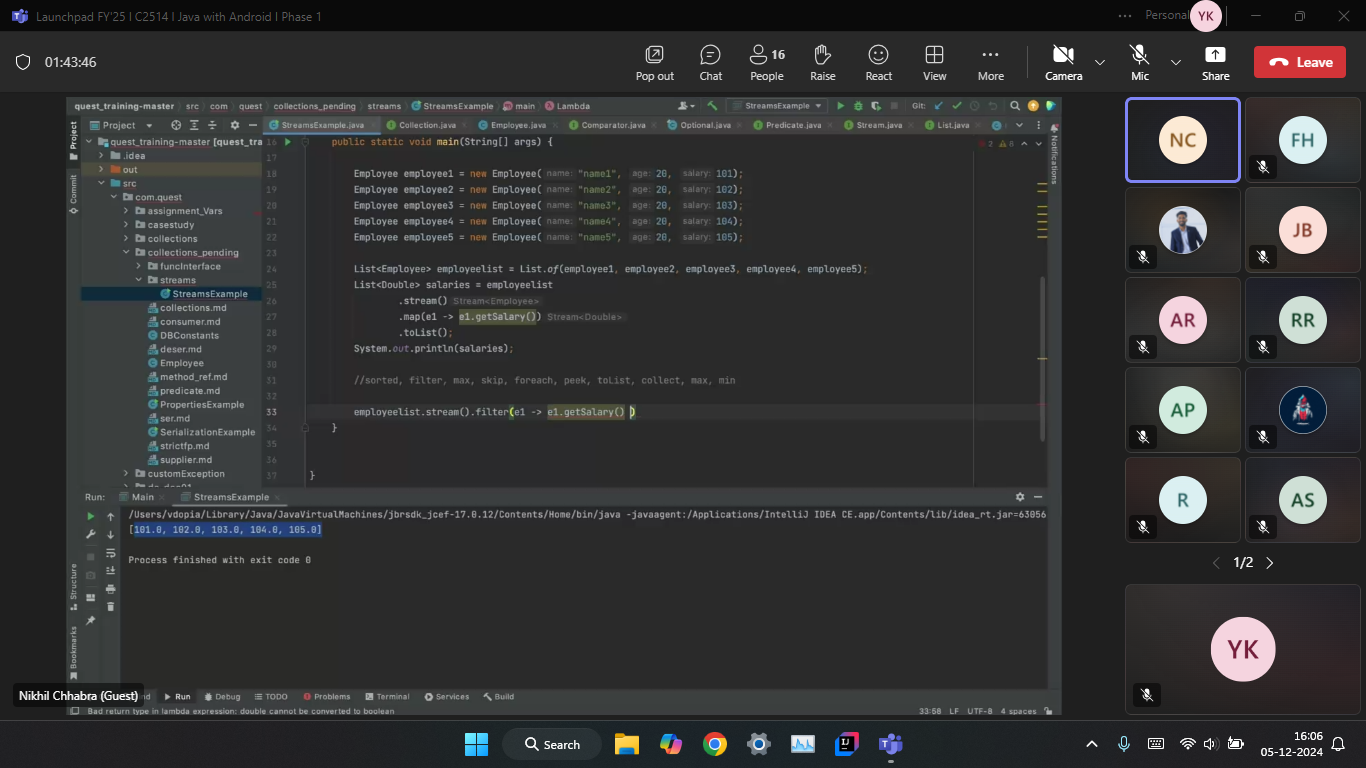 Launchpad FY'25 | C2514 | Java with Android | Phase 1
Personal YK
01:43:46
Pop out
Chat
16
People
Raise
React
View
More
Camera
Mic
Share
Leave
quest_training-master src com quest collections_pending streams StreamsExample main Lambda
StreamsExample
Git:
Project
StreamsExample.java Collection.java Employee.java Comparator.java Optional.java Predicate.java Stream.java List.java
Project
Commit
Notifications
quest_training-master [quest_tra
.idea
out
src
com.quest
assignment_Vars
casestudy
collections
collections_pending
funcInterface
streams
StreamsExample
collections.md
consumer.md
DBConstants
deser.md
Employee
method_ref.md
predicate.md
PropertiesExample
ser.md
SerializationExample
strictfp.md
supplier.md
customException
2 8
16 public static void main(String[] args) {
17
18 Employee employee1 = new Employee( name: "name1", age: 20, salary: 101);
19 Employee employee2 = new Employee( name: "name2", age: 20, salary: 102);
20 Employee employee3 = new Employee( name: "name3", age: 20, salary: 103);
21 Employee employee4 = new Employee( name: "name4", age: 20, salary: 104);
22 Employee employee5 = new Employee( name: "name5", age: 20, salary: 105);
23
24 List<Employee> employeelist = List.of(employee1, employee2, employee3, employee4, employee5);
25 List<Double> salaries = employeelist
26 .stream() Stream<Employee>
27 .map(e1 -> e1.getSalary()) Stream<Double>
28 .toList();
29 System.out.println(salaries);
30
31 //sorted, filter, max, skip, foreach, peek, toList, collect, max, min
32
33 employeelist.stream().filter(e1 -> e1.getSalary() )
34 }
35
36
37 }
Run: Main StreamsExample
/Users/vdopia/Library/Java/JavaVirtualMachines/jbrsdk_jcef-17.0.12/Contents/Home/bin/java -javaagent:/Applications/IntelliJ IDEA CE.app/Contents/lib/idea_rt.jar=63056
[101.0, 102.0, 103.0, 104.0, 105.0]
Process finished with exit code 0
Structure
Bookmarks
Run Debug TODO Problems Terminal Services Build
Bad return type in lambda expression: double cannot be converted to boolean
33:58 LF UTF-8 4 spaces
Nikhil Chhabra (Guest)
NC
FH
JB
AR
RR
AP
R
AS
1/2
YK
Search
16:06
05-12-2024